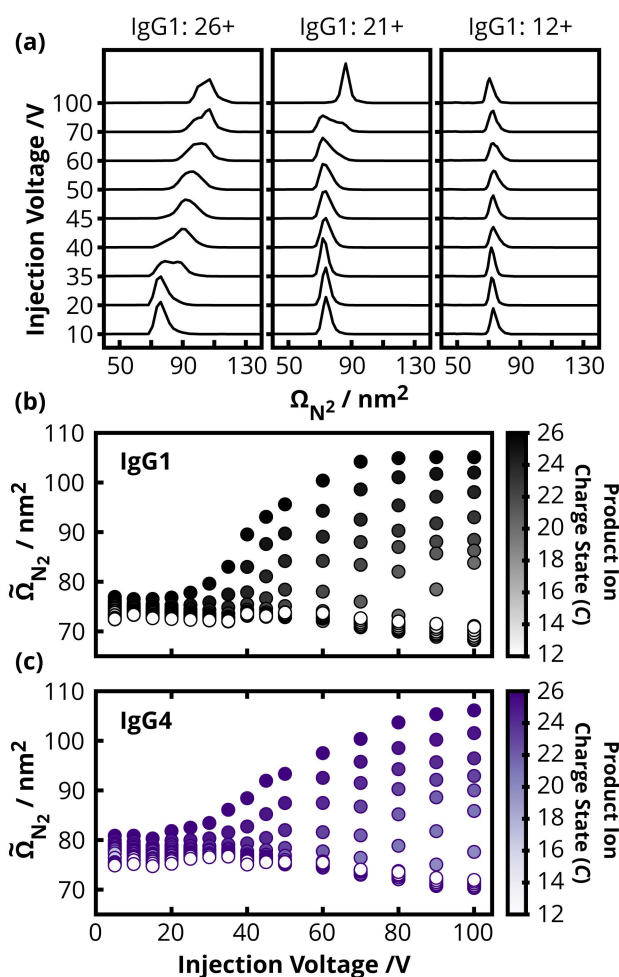 IgG1: 26+ IgG1: 21+ IgG1: 12+
(a)
Injection Voltage /V
100
70
60
50
45
40
35
20
10
50 90 130 50 90 130 50 90 130
Ω_N² / nm²
(b)
IgG1
Ω̃_N₂ / nm²
110
100
90
80
70
26
24
22
20
18
16
14
12
Product Ion
Charge State (C)
(c)
IgG4
Ω̃_N₂ / nm²
110
100
90
80
70
0 20 40 60 80 100
Injection Voltage /V
26
24
22
20
18
16
14
12
Product Ion
Charge State (C)